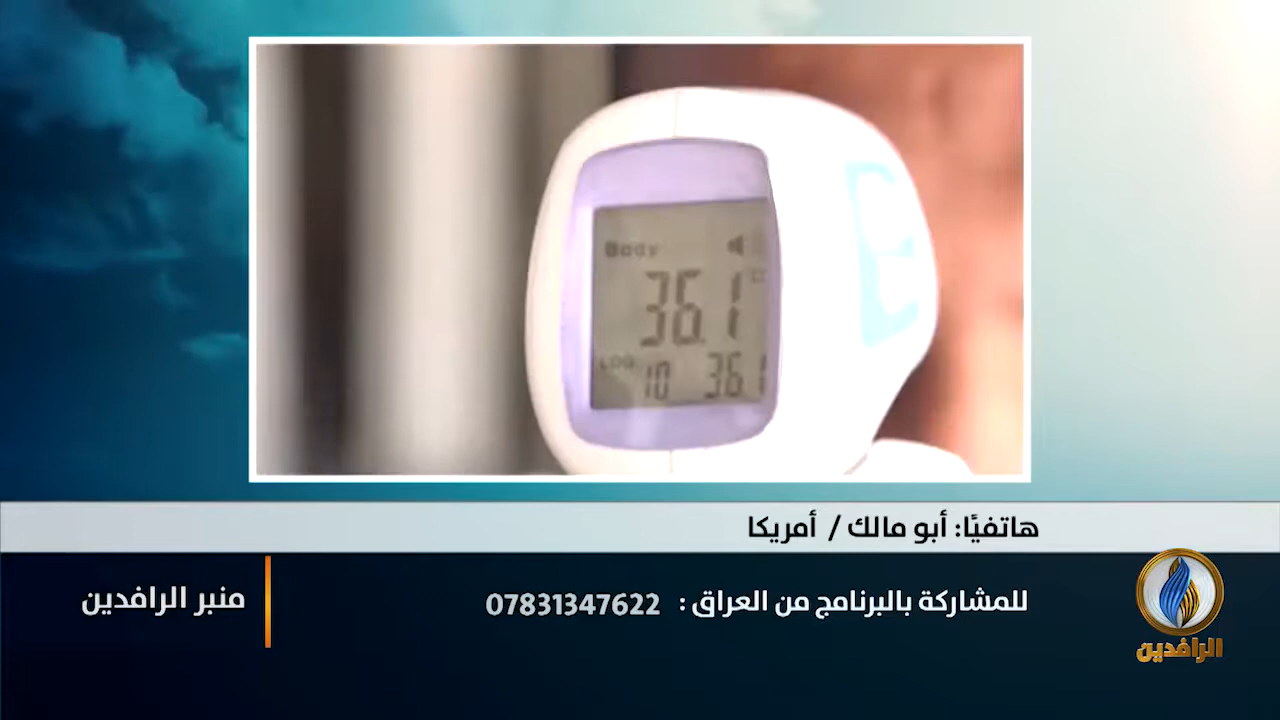 Body
36.1
LOG 10 36.1
هاتفيًا: أبو مالك / أمريكا
للمشاركة بالبرنامج من العراق : 07831347622
منبر الرافدين
الرافدين